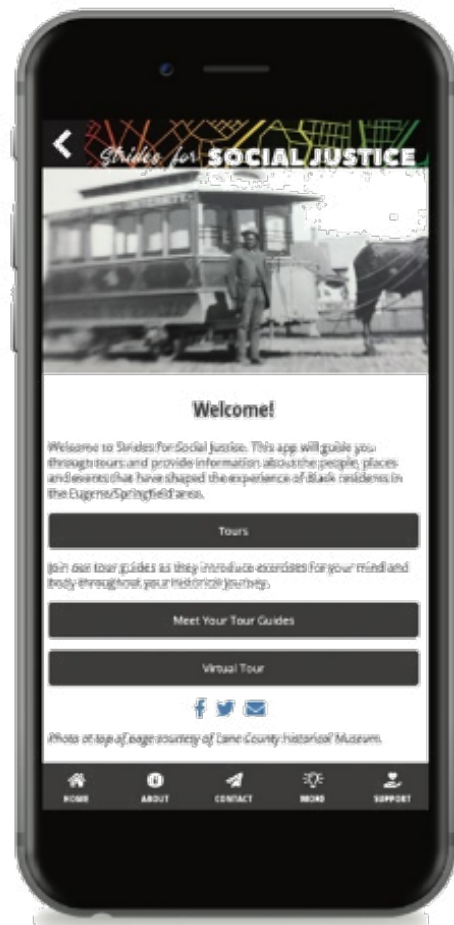 Strides for SOCIAL JUSTICE
Welcome!
Welcome to Strides for Social Justice. This app will guide you
through tours and provide information about the people, places
and events that have shaped the experience of Black residents in
the Eugene/Springfield area.
Tours
Join our tour guides as they introduce exercises for your mind and
body throughout your historical journey.
Meet Your Tour Guides
Virtual Tour
Photo at top of page courtesy of Lane County Historical Museum.
HOME ABOUT CONTACT MORE SUPPORT